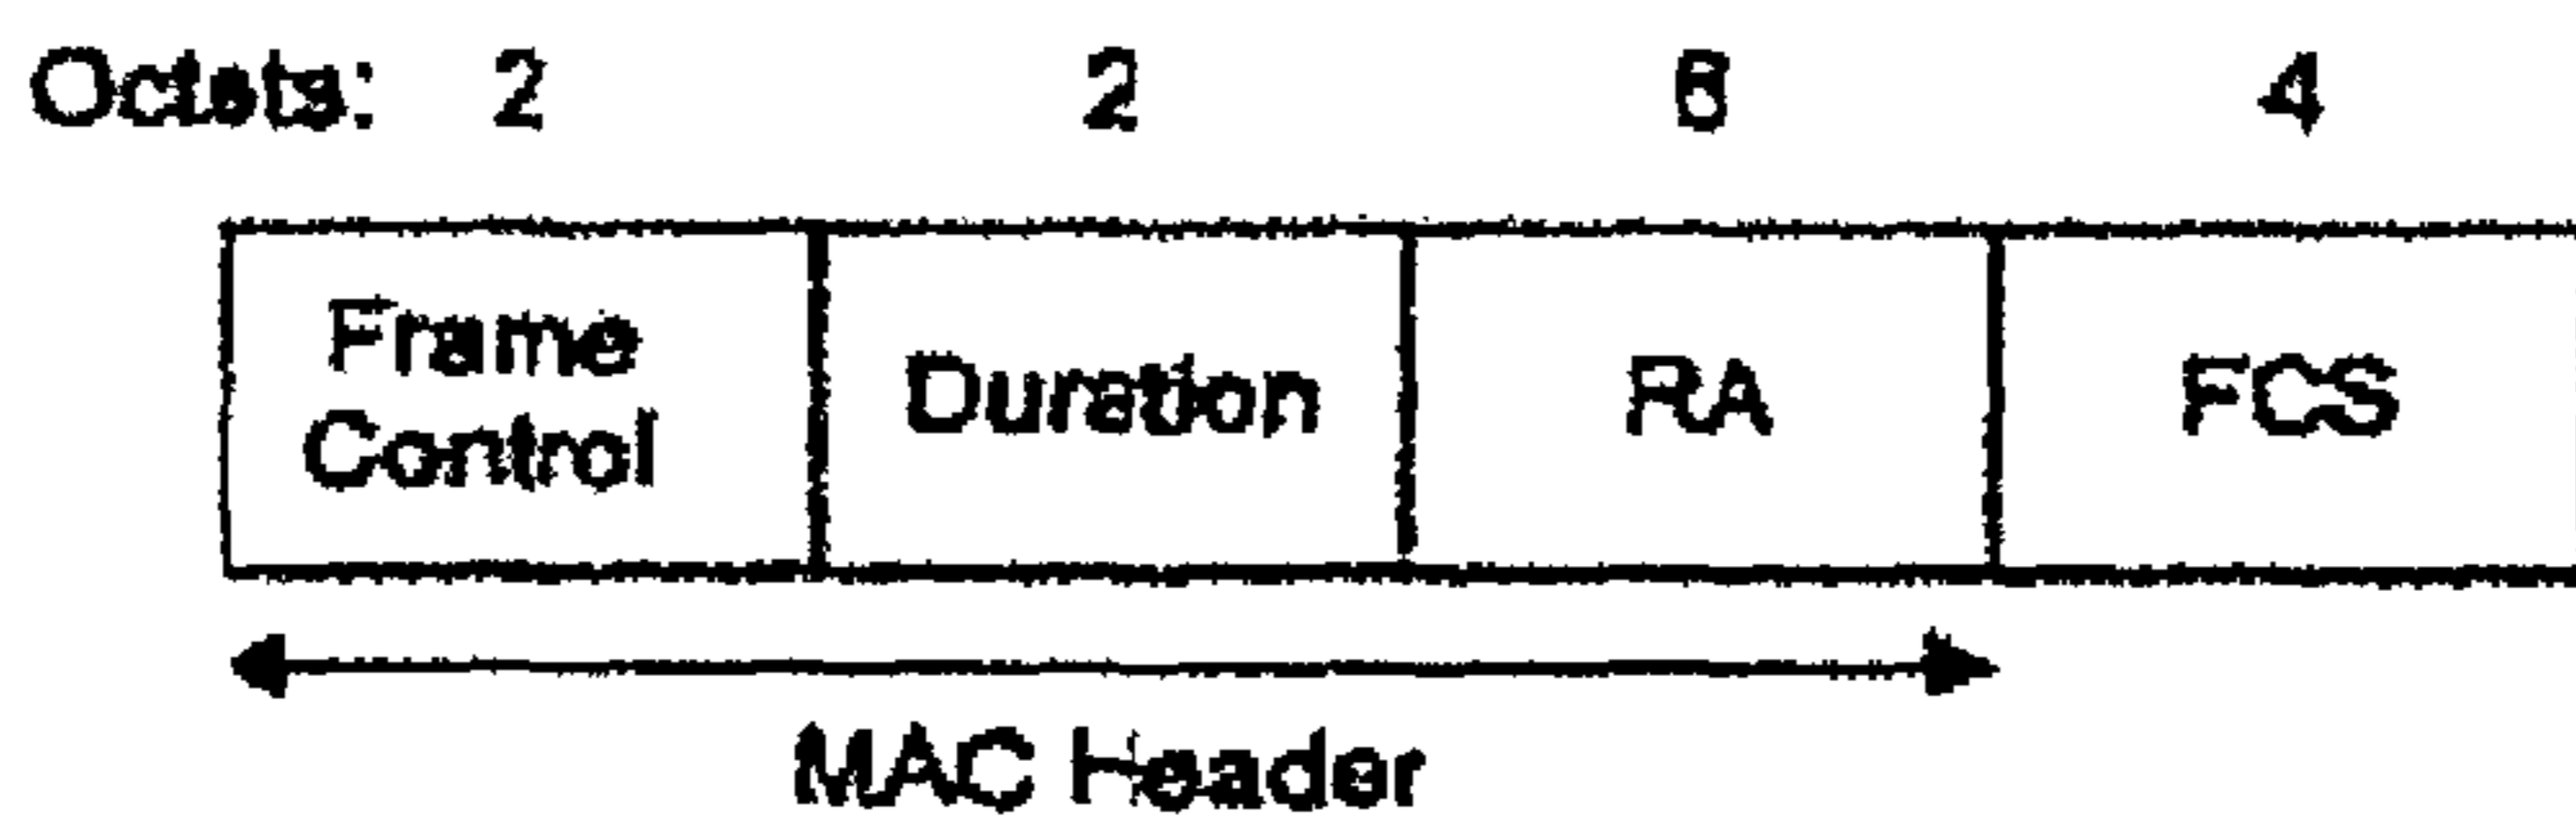 Octets: 2 2 6 4
Frame Control
Duration
RA
FCS
MAC Header